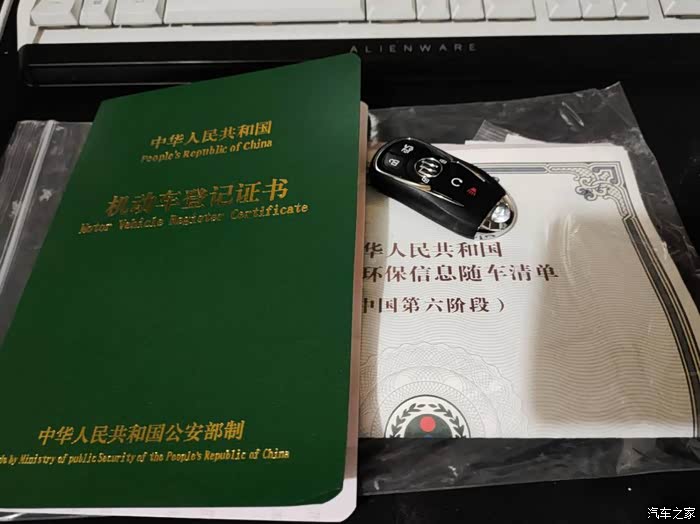 ALIENWARE
中华人民共和国
People's Republic of China
机动车登记证书
Motor Vehicle Register Certificate
华人民共和国
环保信息随车清单
中国第六阶段）
中华人民共和国公安部制
by Ministry of public Security of the People's Republic of China
汽车之家